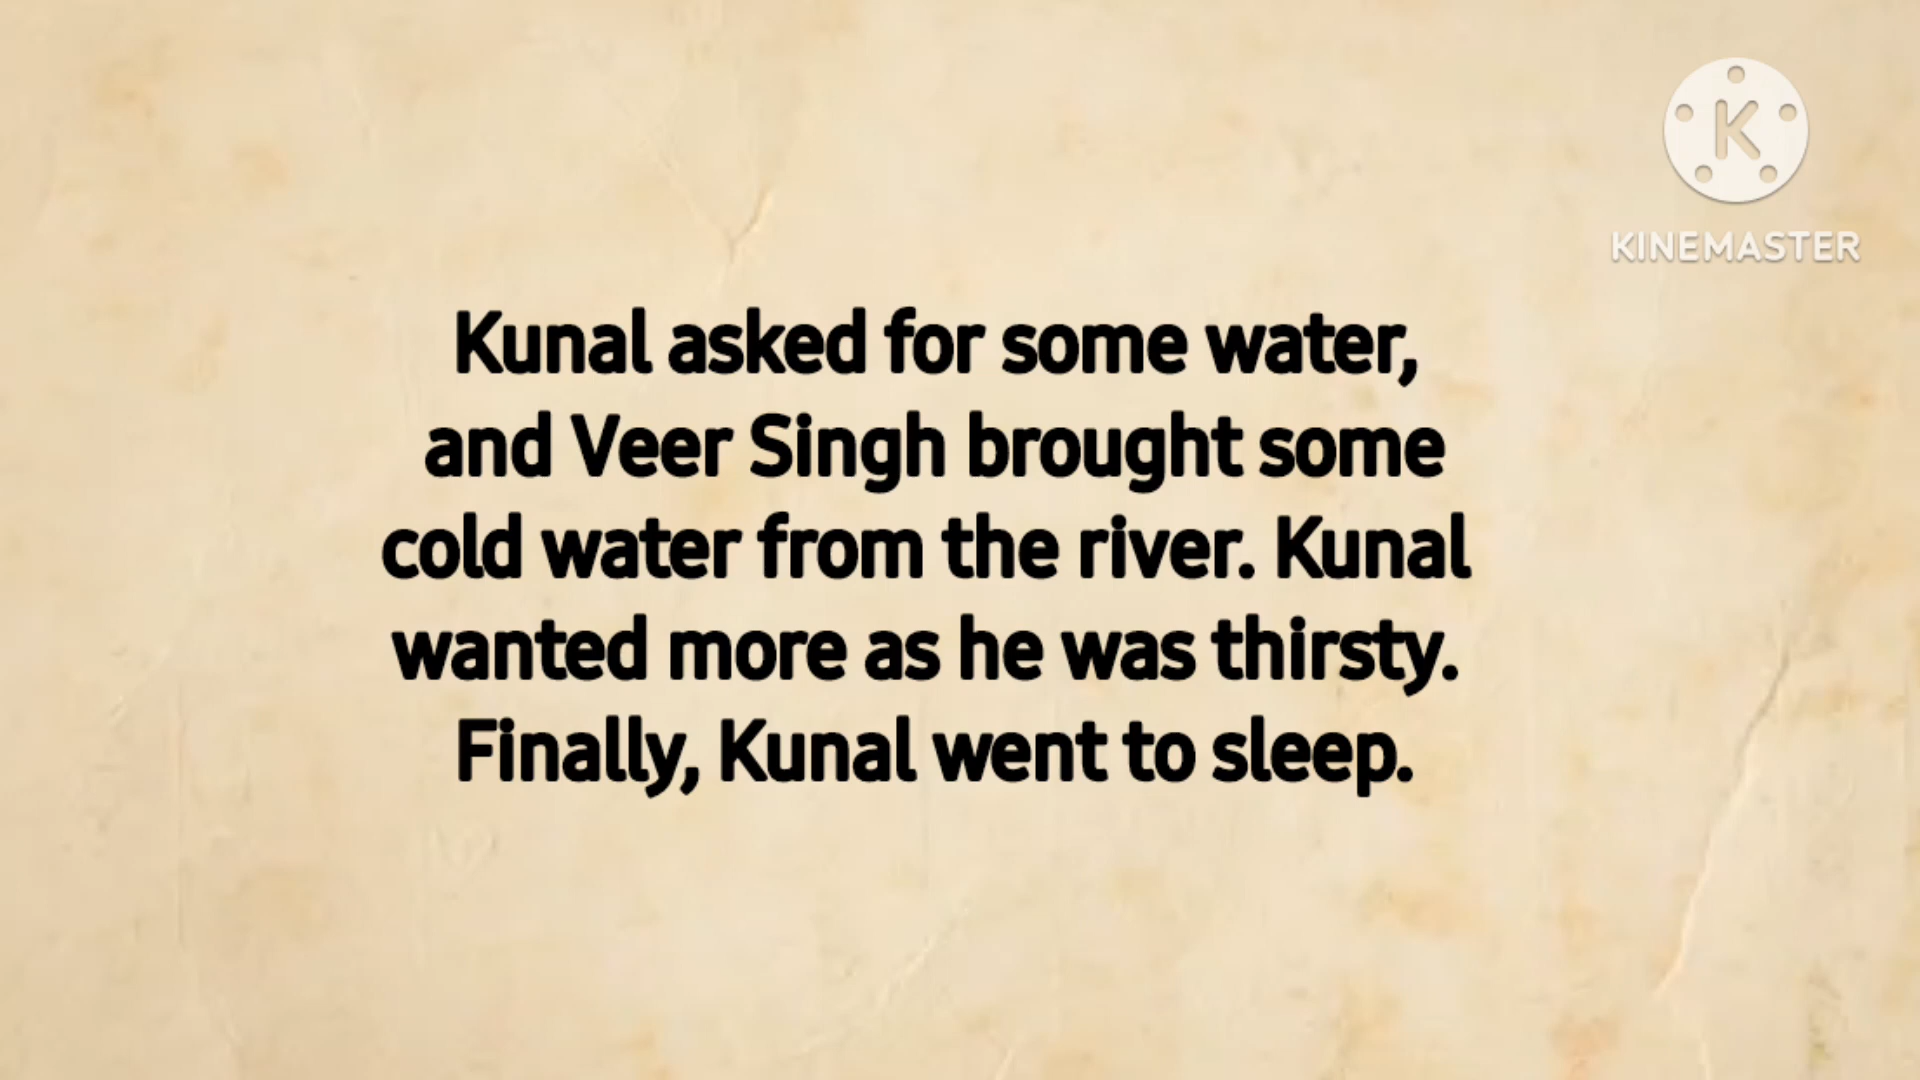 K
KINEMASTER
Kunal asked for some water,
and Veer Singh brought some
cold water from the river. Kunal
wanted more as he was thirsty.
Finally, Kunal went to sleep.